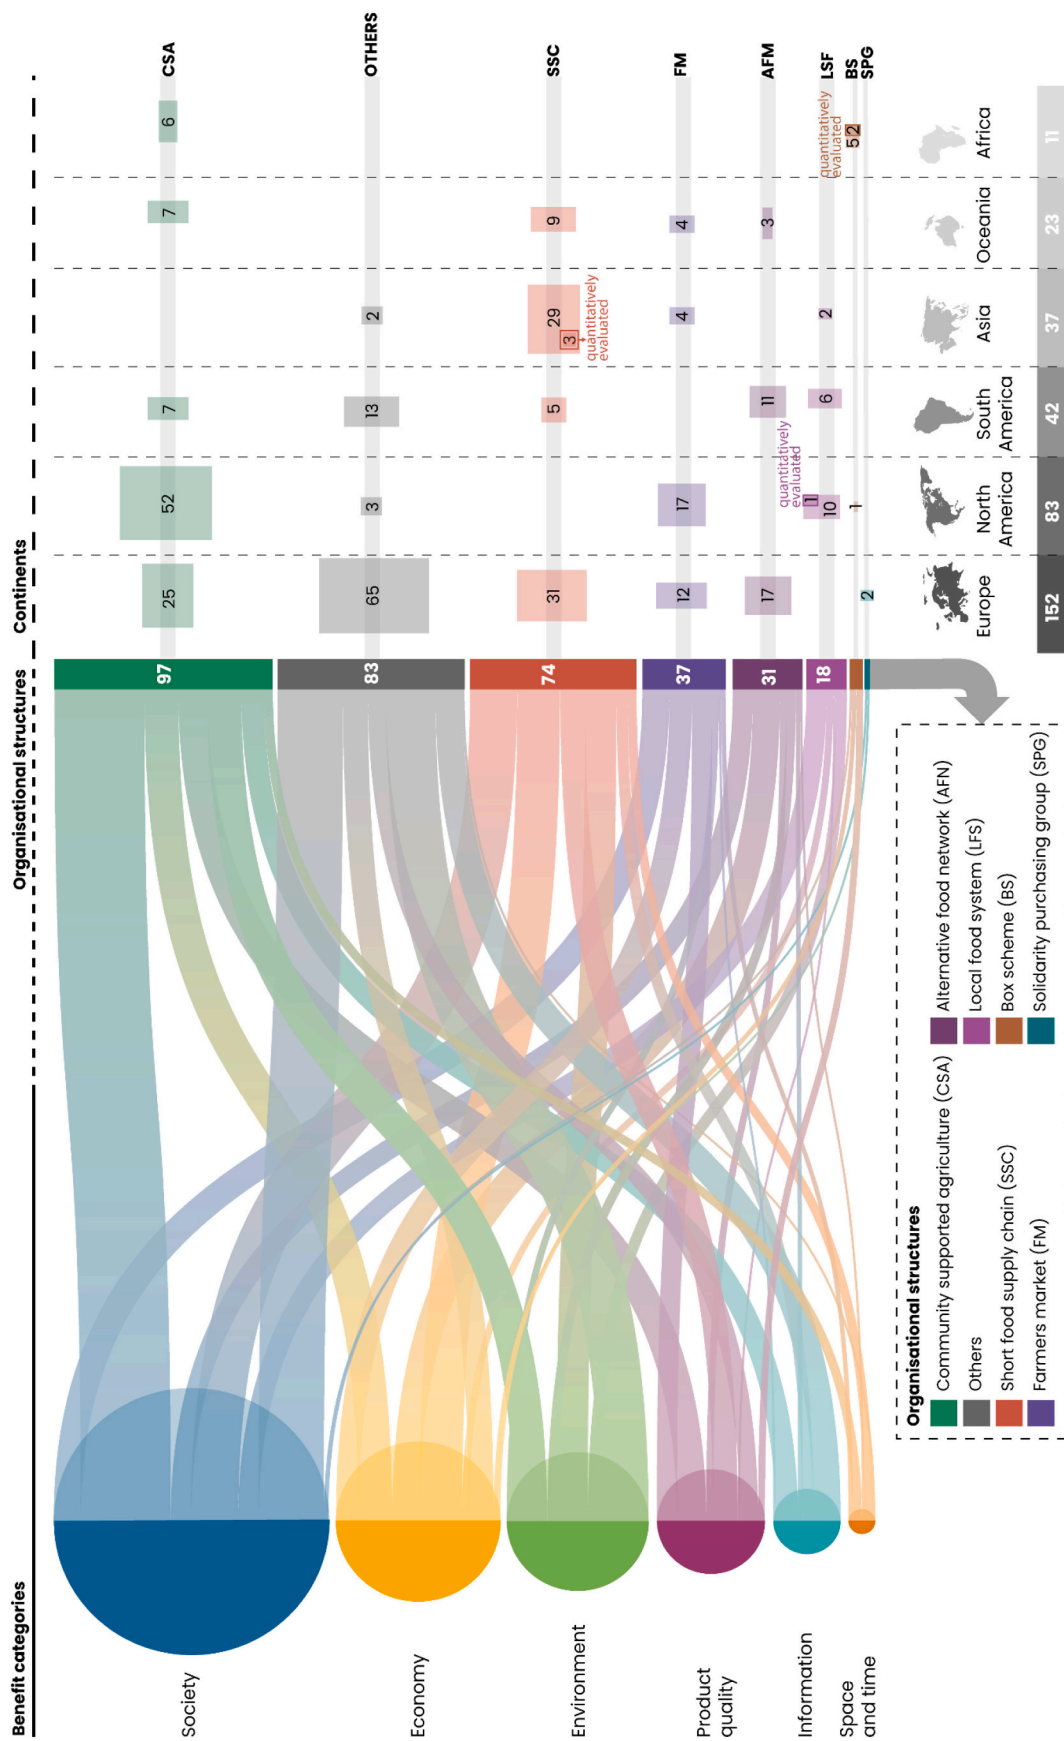 Benefit categories
Organisational structures
Continents
Society
Economy
Environment
Product
quality
Information
Space
and time
97
83
74
37
31
18
CSA
OTHERS
SSC
FM
AFM
LSF
BS
SPG
25
52
7
7
6
65
3
13
2
31
5
29
3
quantitatively
evaluated
9
12
17
4
4
17
11
3
quantitatively
evaluated
1
10
6
2
quantitatively
evaluated
1
5
2
2
Europe
North
America
South
America
Asia
Oceania
Africa
152
83
42
37
23
11
Organisational structures
Community supported agriculture (CSA)
Others
Short food supply chain (SSC)
Farmers market (FM)
Alternative food network (AFN)
Local food system (LFS)
Box scheme (BS)
Solidarity purchasing group (SPG)